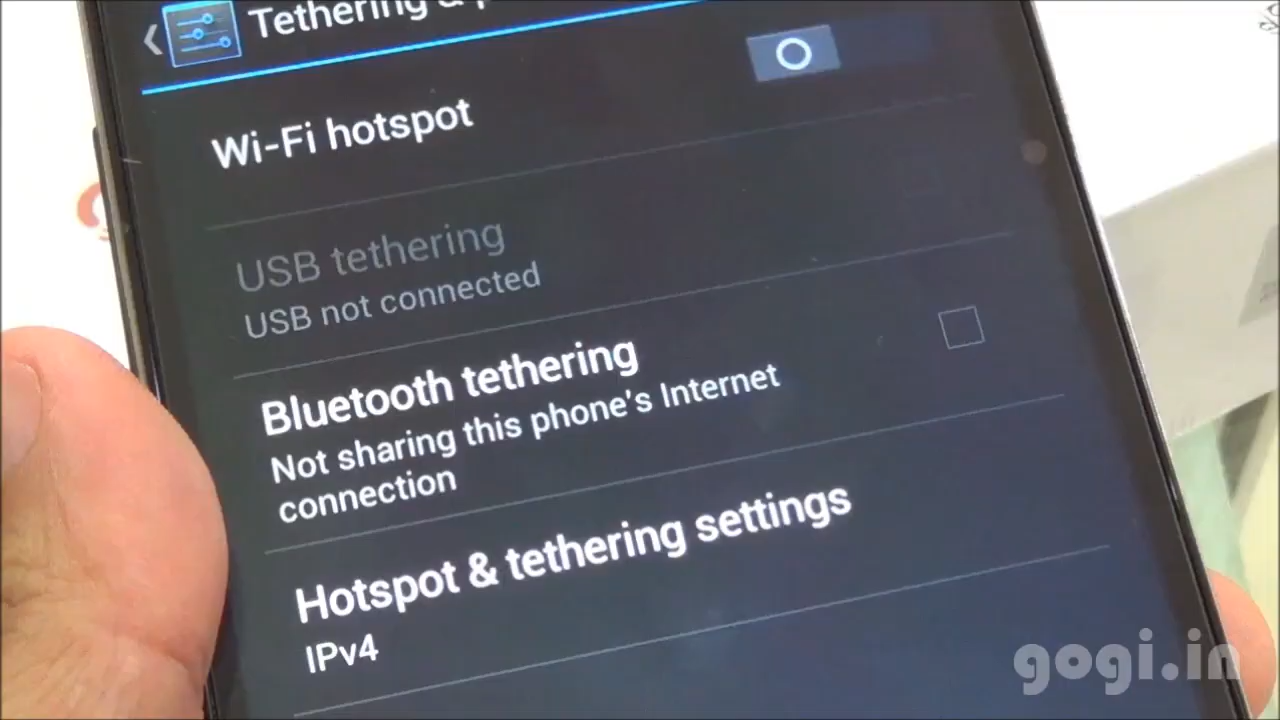 Tethering &
Wi-Fi hotspot
USB tethering
USB not connected
Bluetooth tethering
Not sharing this phone's Internet
connection
Hotspot & tethering settings
IPv4
gogi.in